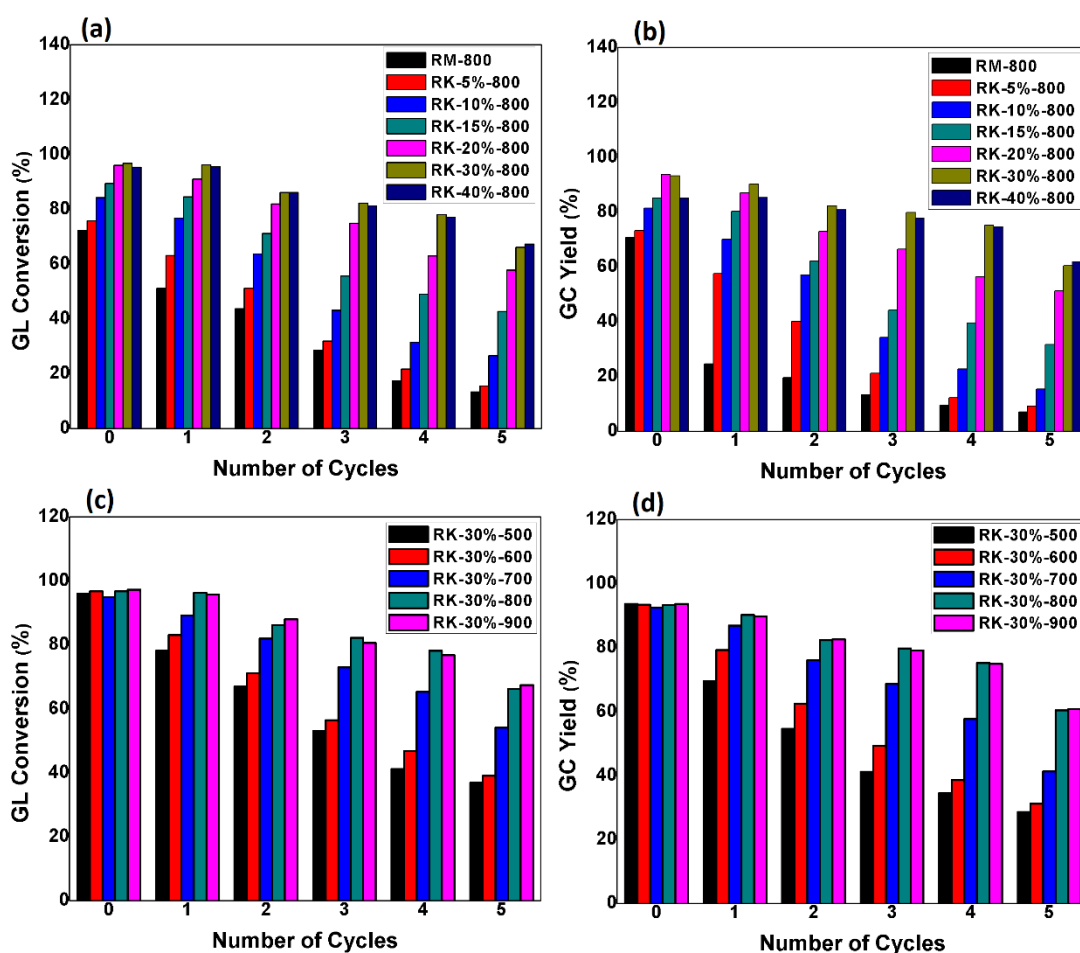 (a)
GL Conversion (%)
140
120
100
80
60
40
20
0
RM-800
RK-5%-800
RK-10%-800
RK-15%-800
RK-20%-800
RK-30%-800
RK-40%-800
0 1 2 3 4 5
Number of Cycles
(b)
GC Yield (%)
140
120
100
80
60
40
20
0
RM-800
RK-5%-800
RK-10%-800
RK-15%-800
RK-20%-800
RK-30%-800
RK-40%-800
0 1 2 3 4 5
Number of Cycles
(c)
GL Conversion (%)
120
100
80
60
40
20
0
RK-30%-500
RK-30%-600
RK-30%-700
RK-30%-800
RK-30%-900
0 1 2 3 4 5
Number of Cycles
(d)
GC Yield (%)
120
100
80
60
40
20
0
RK-30%-500
RK-30%-600
RK-30%-700
RK-30%-800
RK-30%-900
0 1 2 3 4 5
Number of Cycles